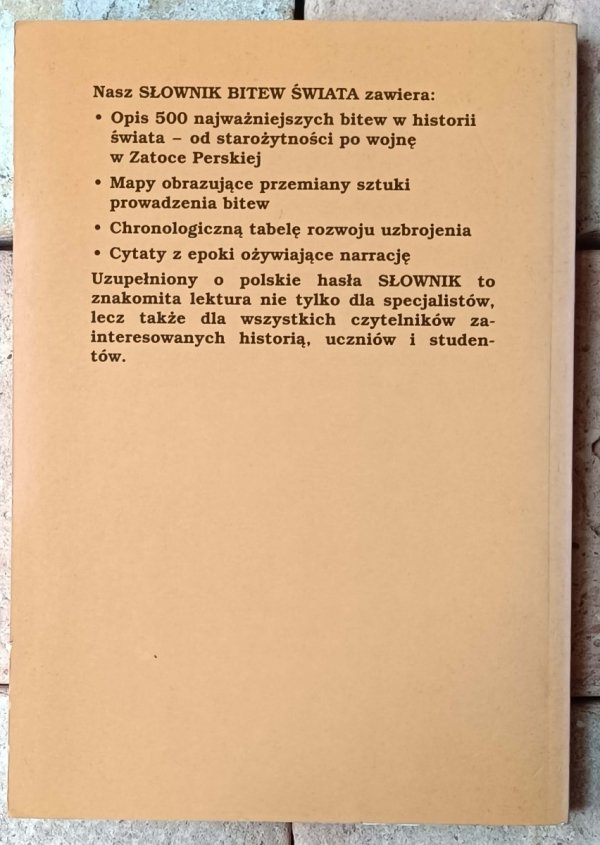 Nasz SŁOWNIK BITEW ŚWIATA zawiera:
• Opis 500 najważniejszych bitew w historii
świata – od starożytności po wojnę
w Zatoce Perskiej
• Mapy obrazujące przemiany sztuki
prowadzenia bitew
• Chronologiczną tabelę rozwoju uzbrojenia
• Cytaty z epoki ożywiające narrację
Uzupełniony o polskie hasła SŁOWNIK to
znakomita lektura nie tylko dla specjalistów,
lecz także dla wszystkich czytelników za-
interesowanych historią, uczniów i studen-
tów.